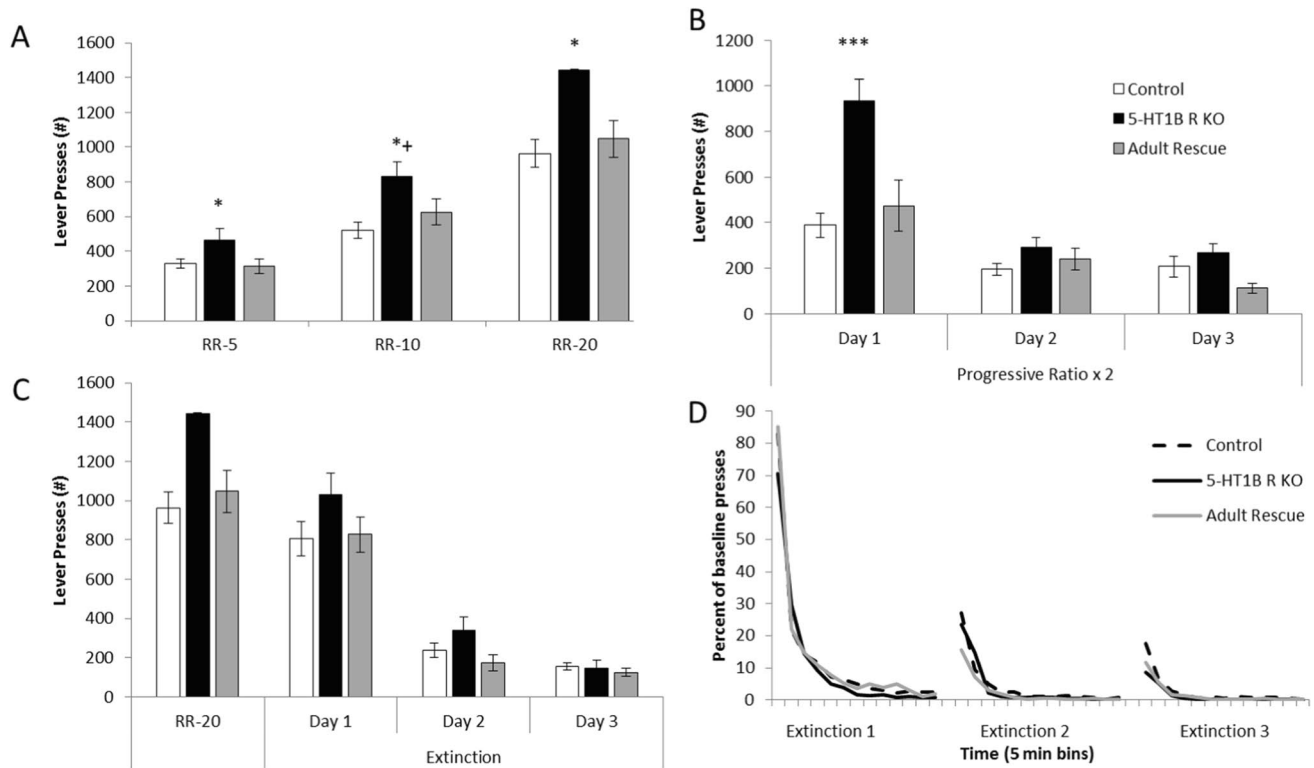 A
Lever Presses (#)
1600
1400
1200
1000
800
600
400
200
0
*
*+
*
RR-5
RR-10
RR-20
B
Lever Presses (#)
1200
1000
800
600
400
200
0
***
Control
5-HT1B R KO
Adult Rescue
Day 1
Day 2
Day 3
Progressive Ratio x 2
C
Lever Presses (#)
1600
1400
1200
1000
800
600
400
200
0
RR-20
Day 1
Day 2
Day 3
Extinction
D
Percent of baseline presses
90
80
70
60
50
40
30
20
10
0
Control
5-HT1B R KO
Adult Rescue
Extinction 1
Extinction 2
Extinction 3
Time (5 min bins)